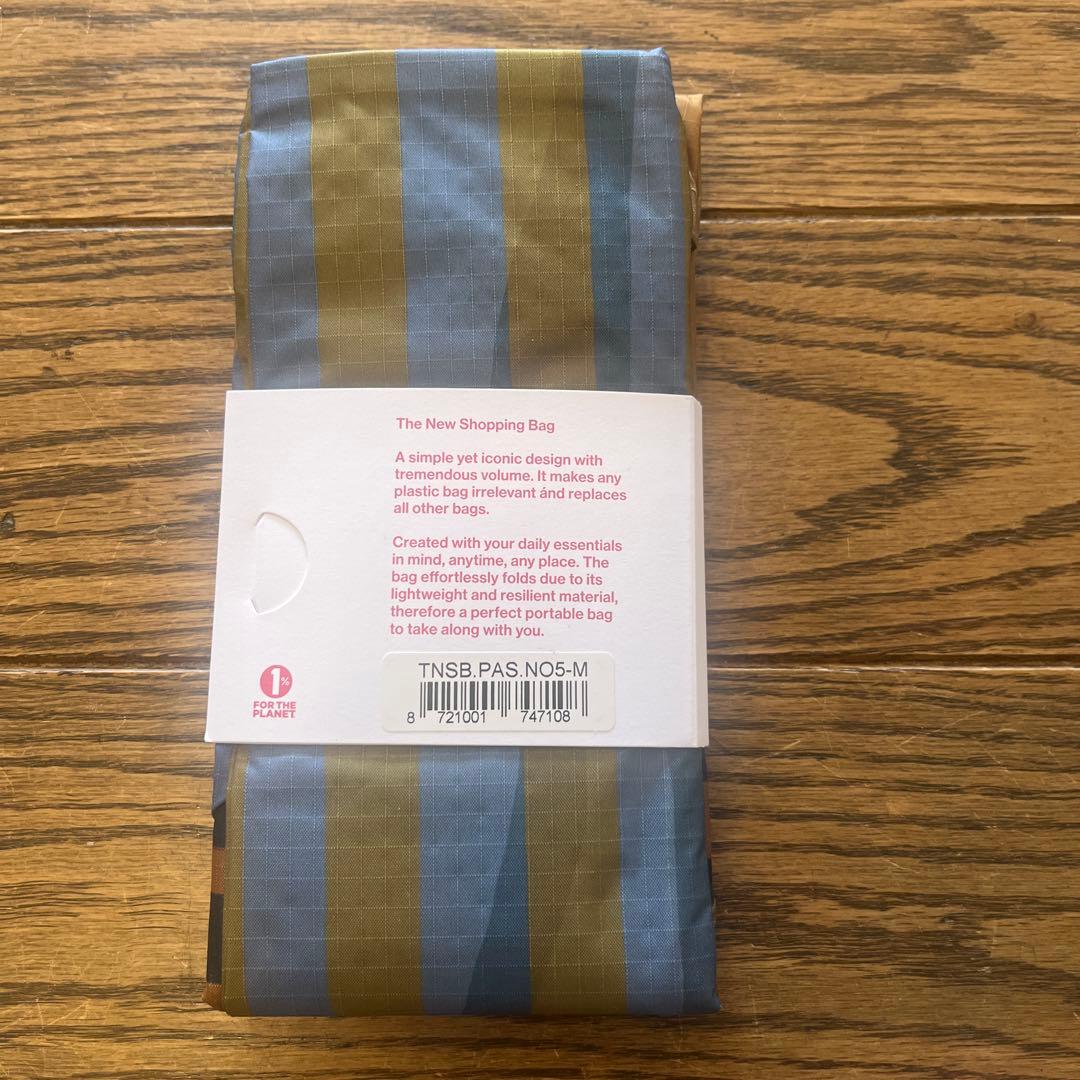 The New Shopping Bag
A simple yet iconic design with
tremendous volume. It makes any
plastic bag irrelevant ánd replaces
all other bags.
Created with your daily essentials
in mind, anytime, any place. The
bag effortlessly folds due to its
lightweight and resilient material,
therefore a perfect portable bag
to take along with you.
1%
FOR THE
PLANET
TNSB.PAS.NO5-M
8 721001 747108